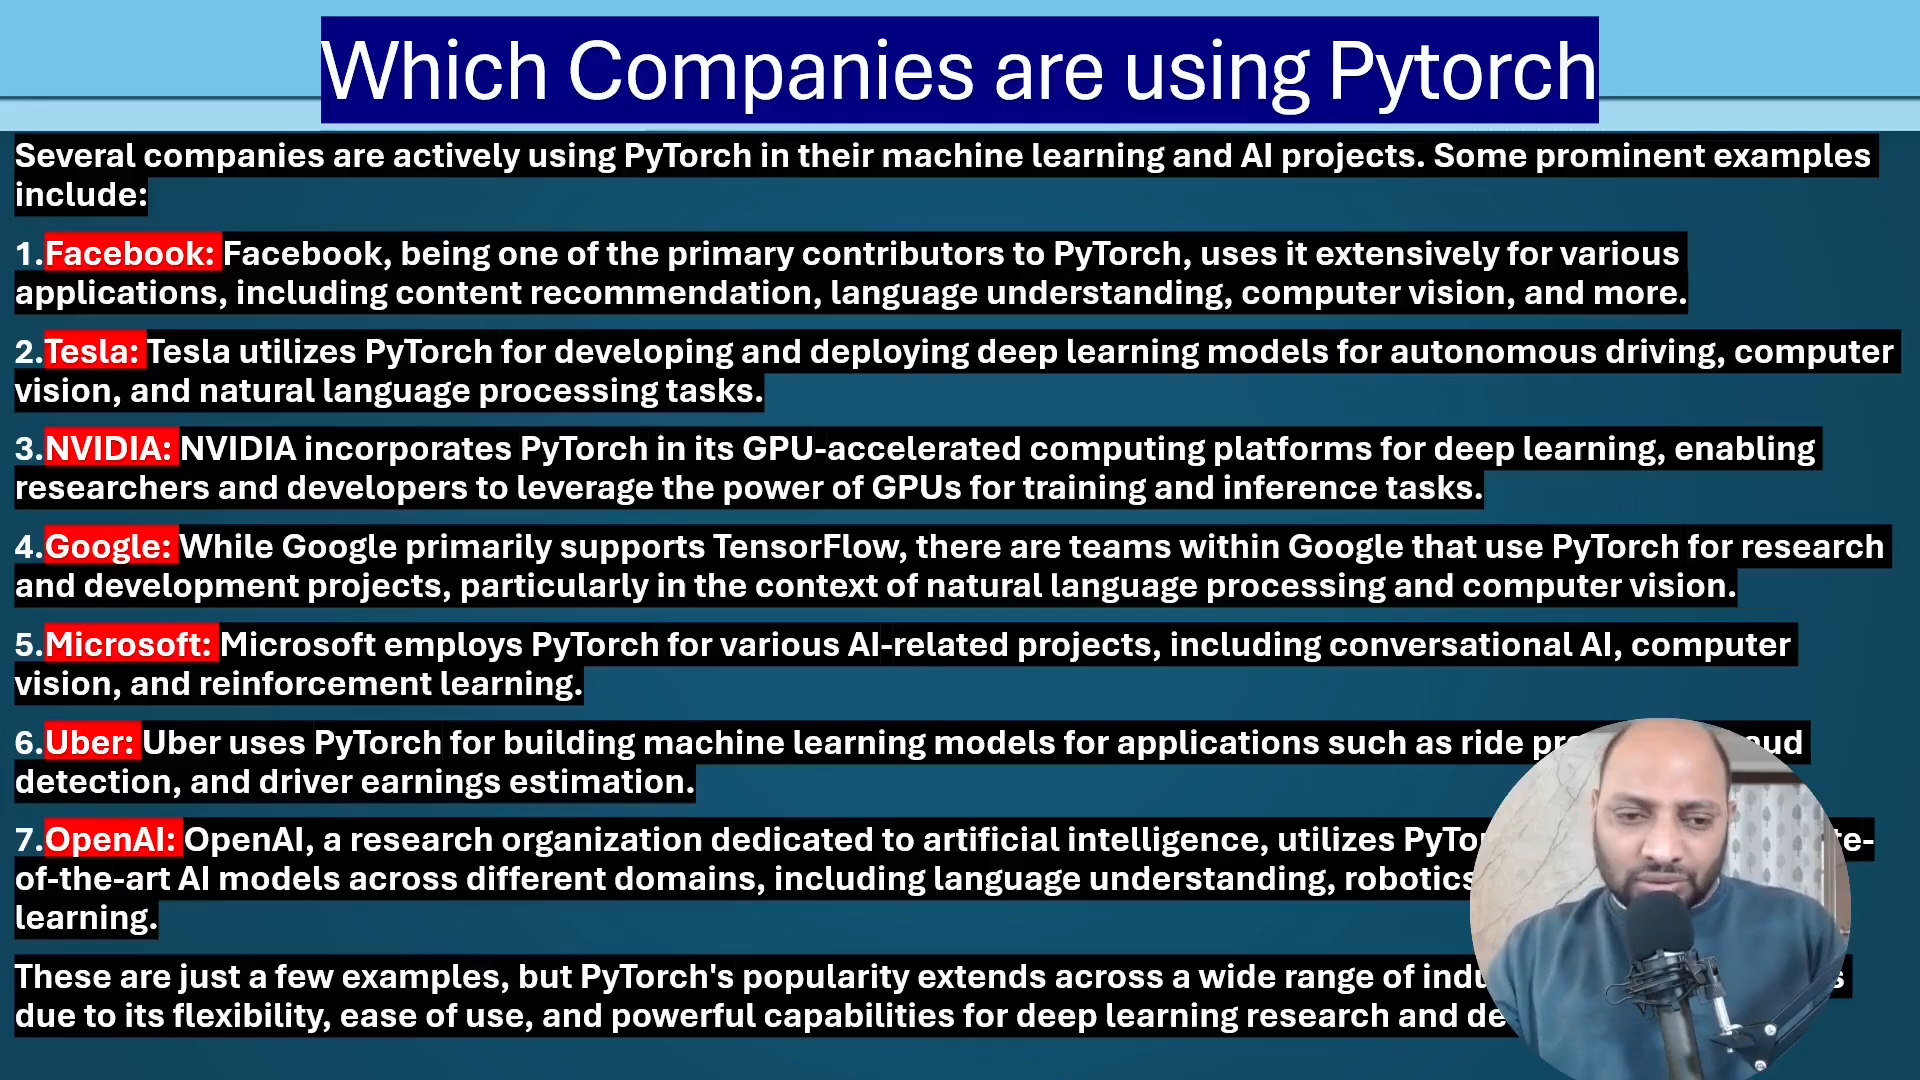 Which Companies are using Pytorch
Several companies are actively using PyTorch in their machine learning and AI projects. Some prominent examples
include:
1.Facebook: Facebook, being one of the primary contributors to PyTorch, uses it extensively for various
applications, including content recommendation, language understanding, computer vision, and more.
2.Tesla: Tesla utilizes PyTorch for developing and deploying deep learning models for autonomous driving, computer
vision, and natural language processing tasks.
3.NVIDIA: NVIDIA incorporates PyTorch in its GPU-accelerated computing platforms for deep learning, enabling
researchers and developers to leverage the power of GPUs for training and inference tasks.
4.Google: While Google primarily supports TensorFlow, there are teams within Google that use PyTorch for research
and development projects, particularly in the context of natural language processing and computer vision.
5.Microsoft: Microsoft employs PyTorch for various AI-related projects, including conversational AI, computer
vision, and reinforcement learning.
6.Uber: Uber uses PyTorch for building machine learning models for applications such as ride
detection, and driver earnings estimation.
7.OpenAI: OpenAI, a research organization dedicated to artificial intelligence, utilizes
of-the-art AI models across different domains, including language understanding, robotics
learning.
These are just a few examples, but PyTorch's popularity extends across a wide range of
due to its flexibility, ease of use, and powerful capabilities for deep learning research and